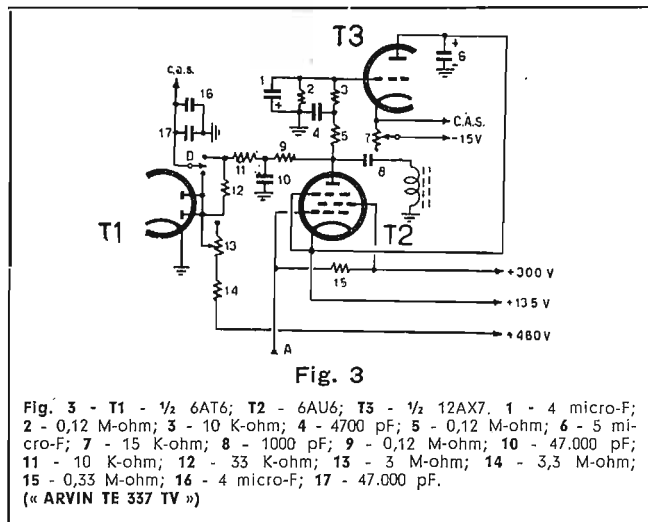 T3
c.a.s.
16
17
1
2
3
4
5
6
7
C.A.S.
-15V
D
11
9
10
8
12
T1
13
T2
14
15
+300 V
+135 V
+480 V
A
Fig. 3
Fig. 3 - T1 - ½ 6AT6; T2 - 6AU6; T3 - ½ 12AX7. 1 - 4 micro-F;
2 - 0,12 M-ohm; 3 - 10 K-ohm; 4 - 4700 pF; 5 - 0,12 M-ohm; 6 - 5 mi-
cro-F; 7 - 15 K-ohm; 8 - 1000 pF; 9 - 0,12 M-ohm; 10 - 47.000 pF;
11 - 10 K-ohm; 12 - 33 K-ohm; 13 - 3 M-ohm; 14 - 3,3 M-ohm;
15 - 0,33 M-ohm; 16 - 4 micro-F; 17 - 47.000 pF.
(« ARVIN TE 337 TV »)